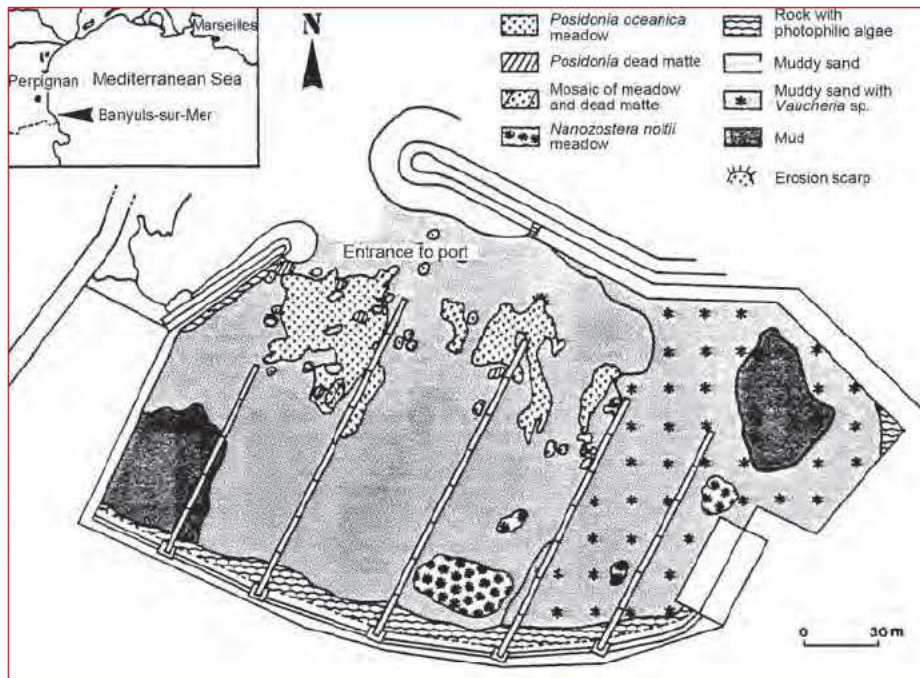 Marseilles
Perpignan
Mediterranean Sea
Banyuls-sur-Mer
N
Posidonia oceanica
meadow
Posidonia dead matte
Mosaic of meadow
and dead matte
Nanozostera noltii
meadow
Rock with
photophilic algae
Muddy sand
Muddy sand with
Vaucheria sp.
Mud
Erosion scarp
Entrance to port
0 30 m